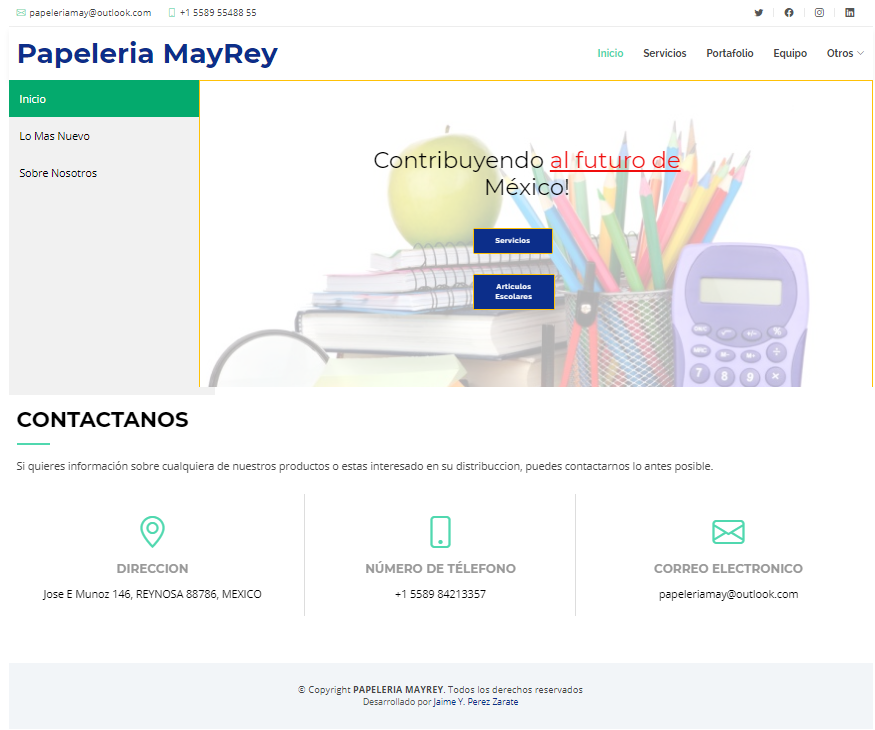 papeleriamay@outlook.com +1 5589 55488 55
Papeleria MayRey
Inicio Servicios Portafolio Equipo Otros
Inicio
Lo Mas Nuevo
Sobre Nosotros
Contribuyendo al futuro de
México!
Servicios
Articulos
Escolares
7 8 9
CONTACTANOS
Si quieres información sobre cualquiera de nuestros productos o estas interesado en su distribuccion, puedes contactarnos lo antes posible.
DIRECCION
Jose E Munoz 146, REYNOSA 88786, MEXICO
NÚMERO DE TÉLEFONO
+1 5589 84213357
CORREO ELECTRONICO
papeleriamay@outlook.com
© Copyright PAPELERIA MAYREY. Todos los derechos reservados
Desarrollado por Jaime Y. Perez Zarate